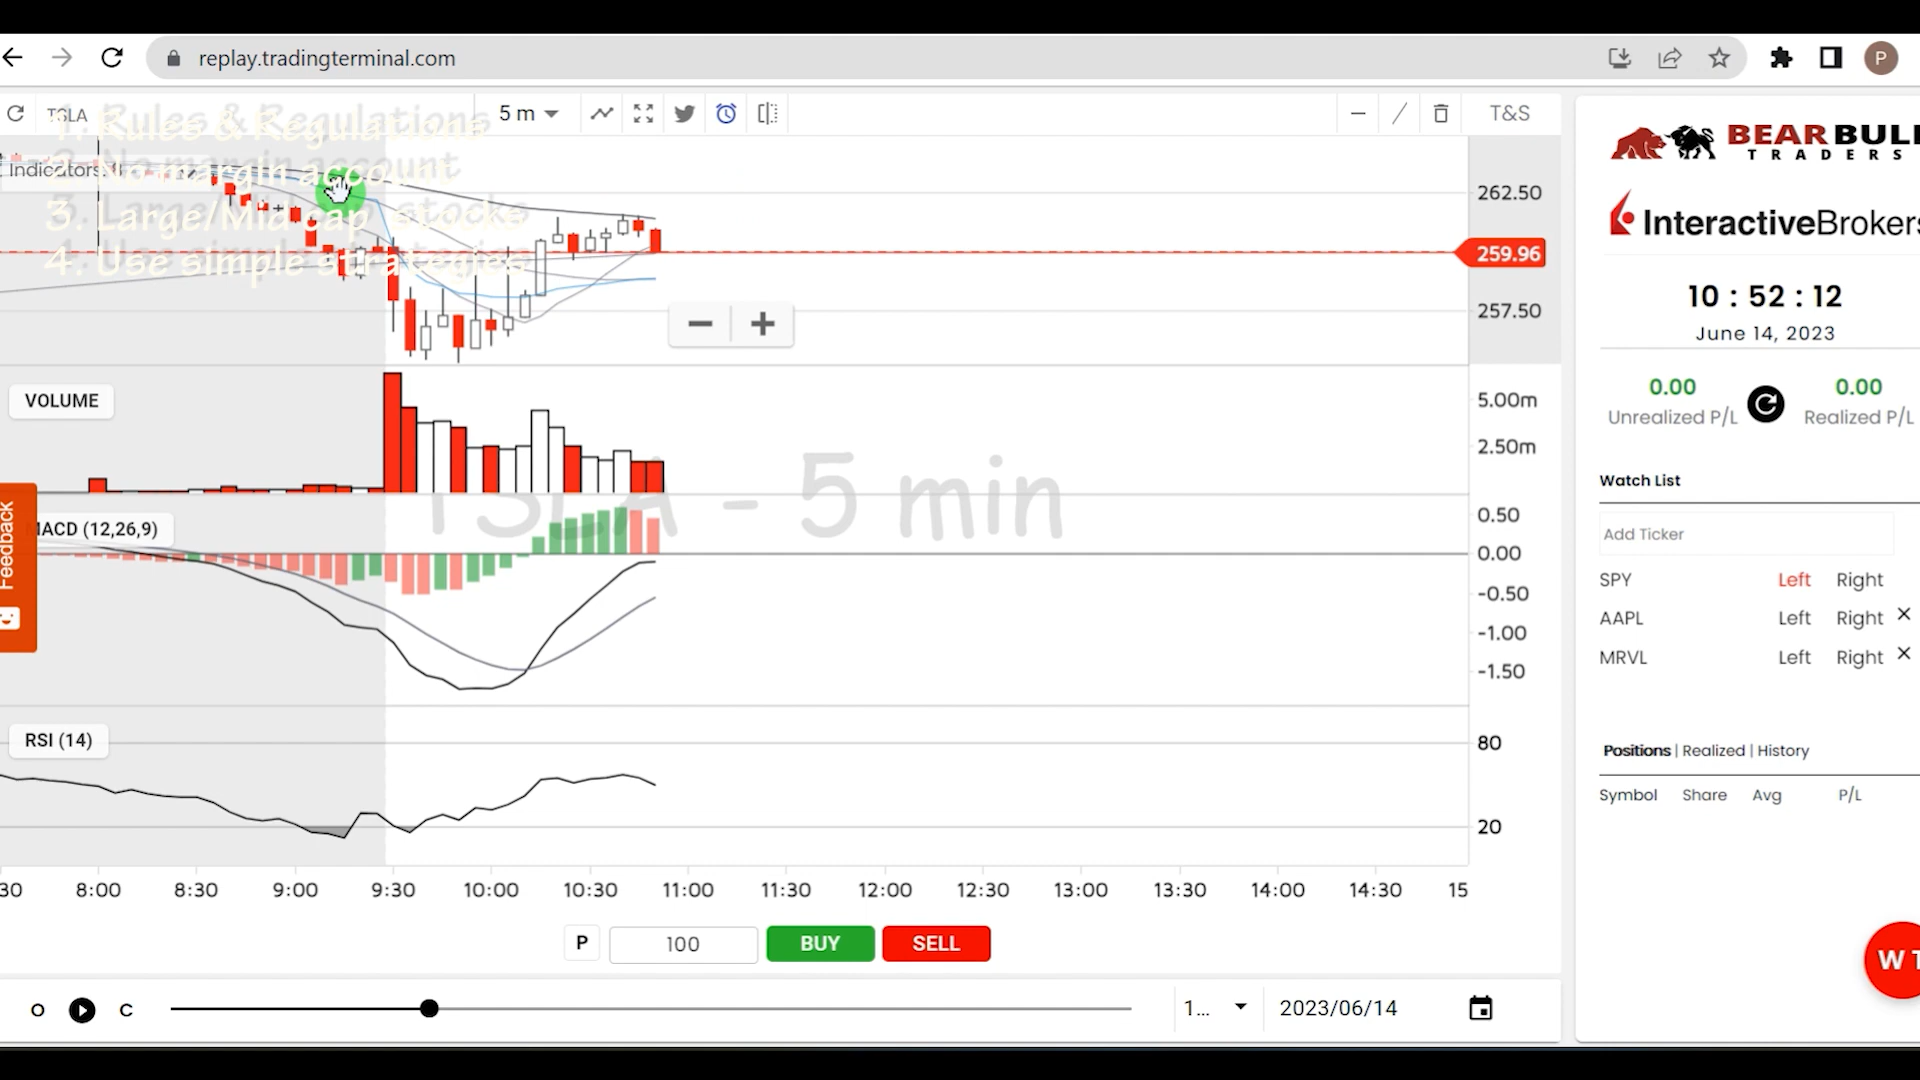 replay.tradingterminal.com
P
TSLA
5 m
T&S
1. Rules & Regulations
2. No margin account
3. Large/Mid cap stocks
4. Use simple strategies
Indicators
262.50
259.96
257.50
VOLUME
5.00m
2.50m
TSLA - 5 min
MACD (12,26,9)
0.50
0.00
-0.50
-1.00
-1.50
Feedback
RSI (14)
80
20
30 8:00 8:30 9:00 9:30 10:00 10:30 11:00 11:30 12:00 12:30 13:00 13:30 14:00 14:30 15
P 100 BUY SELL
O C 1... 2023/06/14
BEAR BULL
TRADERS
InteractiveBrokers
10 : 52 : 12
June 14, 2023
0.00 0.00
Unrealized P/L Realized P/L
Watch List
Add Ticker
SPY Left Right
AAPL Left Right
MRVL Left Right
Positions | Realized | History
Symbol Share Avg P/L
W T